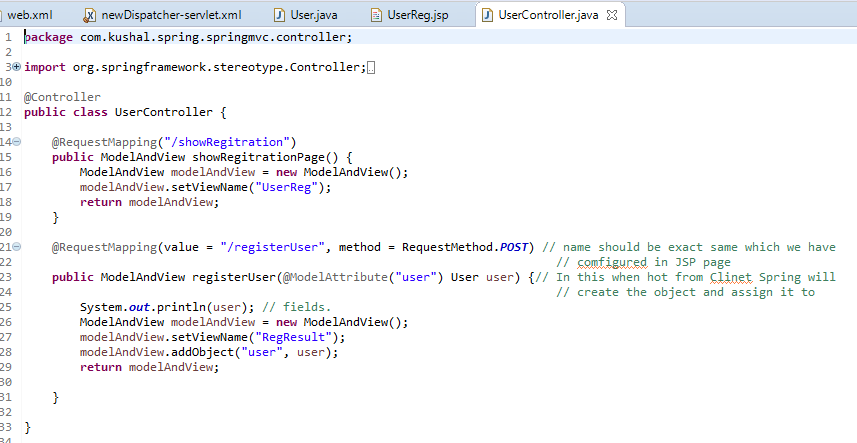 web.xml newDispatcher-servlet.xml User.java UserReg.jsp UserController.java
1 package com.kushal.spring.springmvc.controller;
2
3 import org.springframework.stereotype.Controller;
10
11 @Controller
12 public class UserController {
13
14 @RequestMapping("/showRegitration")
15 public ModelAndView showRegitrationPage() {
16 ModelAndView modelAndView = new ModelAndView();
17 modelAndView.setViewName("UserReg");
18 return modelAndView;
19 }
20
21 @RequestMapping(value = "/registerUser", method = RequestMethod.POST) // name should be exact same which we have
22 // comfigured in JSP page
23 public ModelAndView registerUser(@ModelAttribute("user") User user) {// In this when hot from Clinet Spring will
24 // create the object and assign it to
25 System.out.println(user); // fields.
26 ModelAndView modelAndView = new ModelAndView();
27 modelAndView.setViewName("RegResult");
28 modelAndView.addObject("user", user);
29 return modelAndView;
30
31 }
32
33 }
34